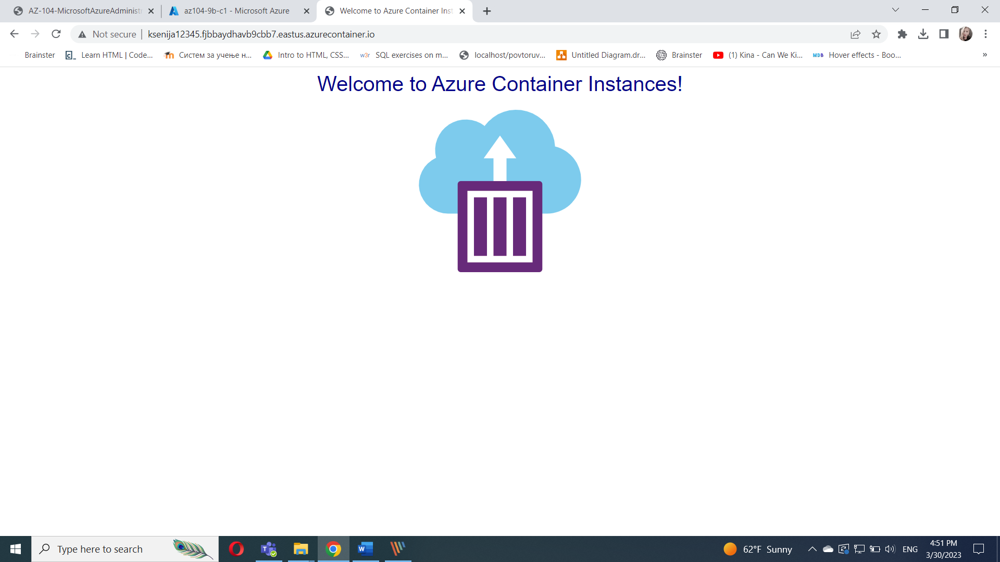 AZ-104-MicrosoftAzureAdministr
az104-9b-c1 - Microsoft Azure
Welcome to Azure Container Inst
Not secure
ksenija12345.fjbbaydhavb9cbb7.eastus.azurecontainer.io
Brainster
Learn HTML | Code...
Систем за учење н...
Intro to HTML, CSS...
w3r
SQL exercises on m...
localhost/povtoruv...
Untitled Diagram.dr...
Brainster
(1) Kina - Can We Ki...
MDB
Hover effects - Boo...
»
Welcome to Azure Container Instances!
Type here to search
62°F Sunny
ENG
4:51 PM
3/30/2023